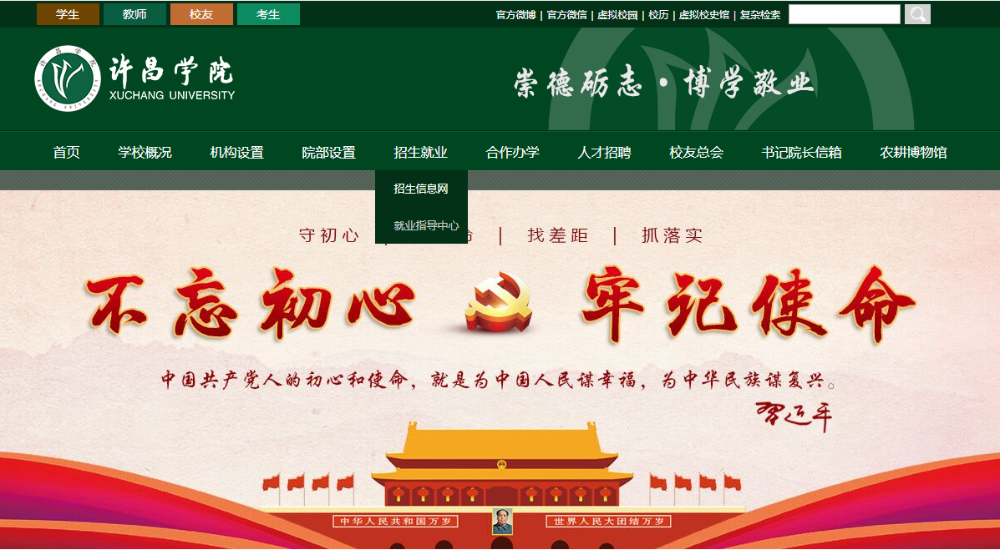 学生 教师 校友 考生 官方微博 | 官方微信 | 虚拟校园 | 校历 | 虚拟校史馆 | 复杂检索
许昌学院
XUCHANG UNIVERSITY
崇德砺志·博学敬业
首页 学校概况 机构设置 院部设置 招生就业 合作办学 人才招聘 校友总会 书记院长信箱 农耕博物馆
招生信息网
就业指导中心
守初心 | 命 | 找差距 | 抓落实
不忘初心 牢记使命
中国共产党人的初心和使命，就是为中国人民谋幸福，为中华民族谋复兴。
习近平
中华人民共和国万岁 世界人民大团结万岁